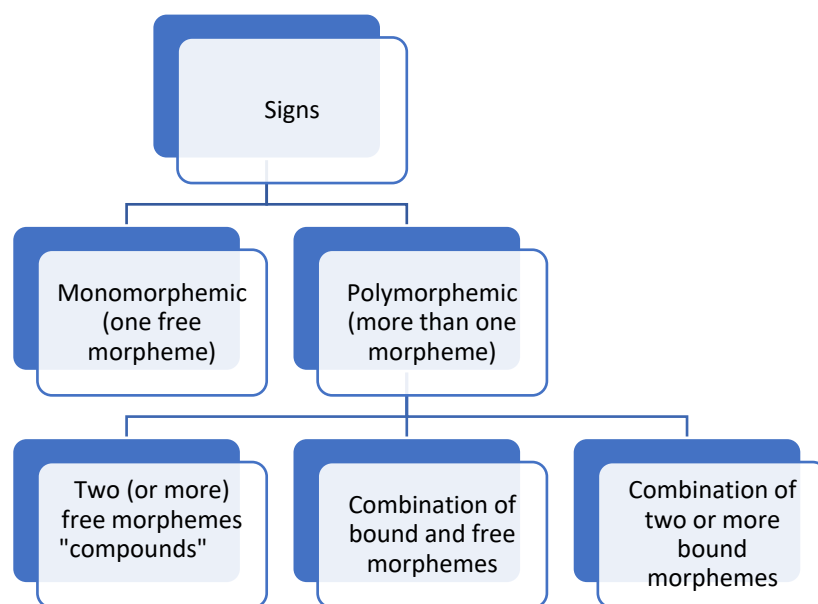 Signs
Monomorphemic
(one free
morpheme)
Polymorphemic
(more than one
morpheme)
Two (or more)
free morphemes
"compounds"
Combination of
bound and free
morphemes
Combination of
two or more
bound
morphemes